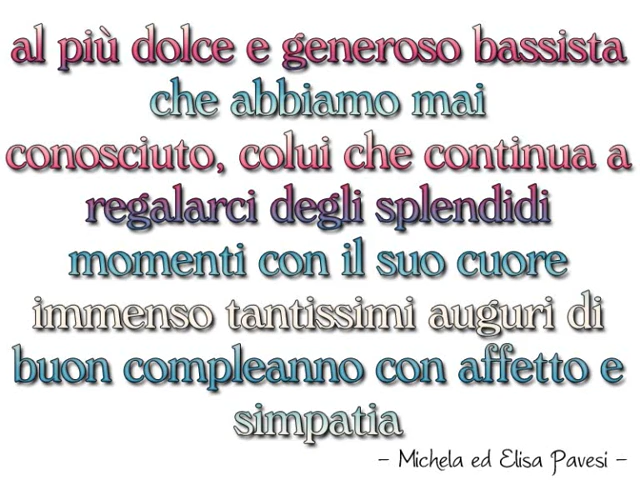 al più dolce e generoso bassista
che abbiamo mai
conosciuto, colui che continua a
regalarci degli splendidi
momenti con il suo cuore
immenso tantissimi auguri di
buon compleanno con affetto e
simpatia
- Michela ed Elisa Pavesi -